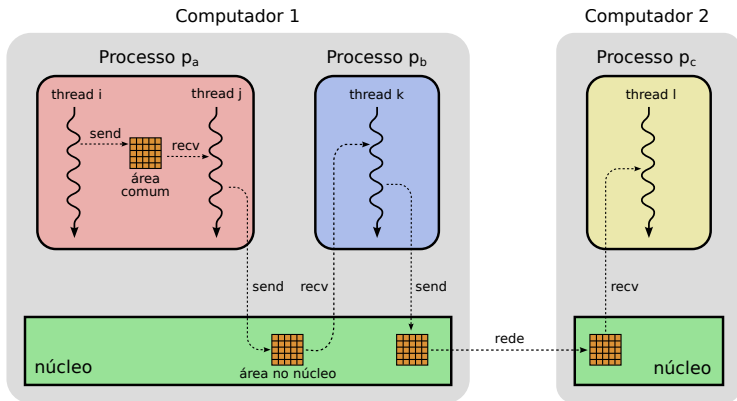 Computador 1
Computador 2
Processo pa
Processo pb
Processo pc
thread i
thread j
thread k
thread l
send
recv
área
comum
send
recv
send
recv
rede
núcleo
área no núcleo
núcleo